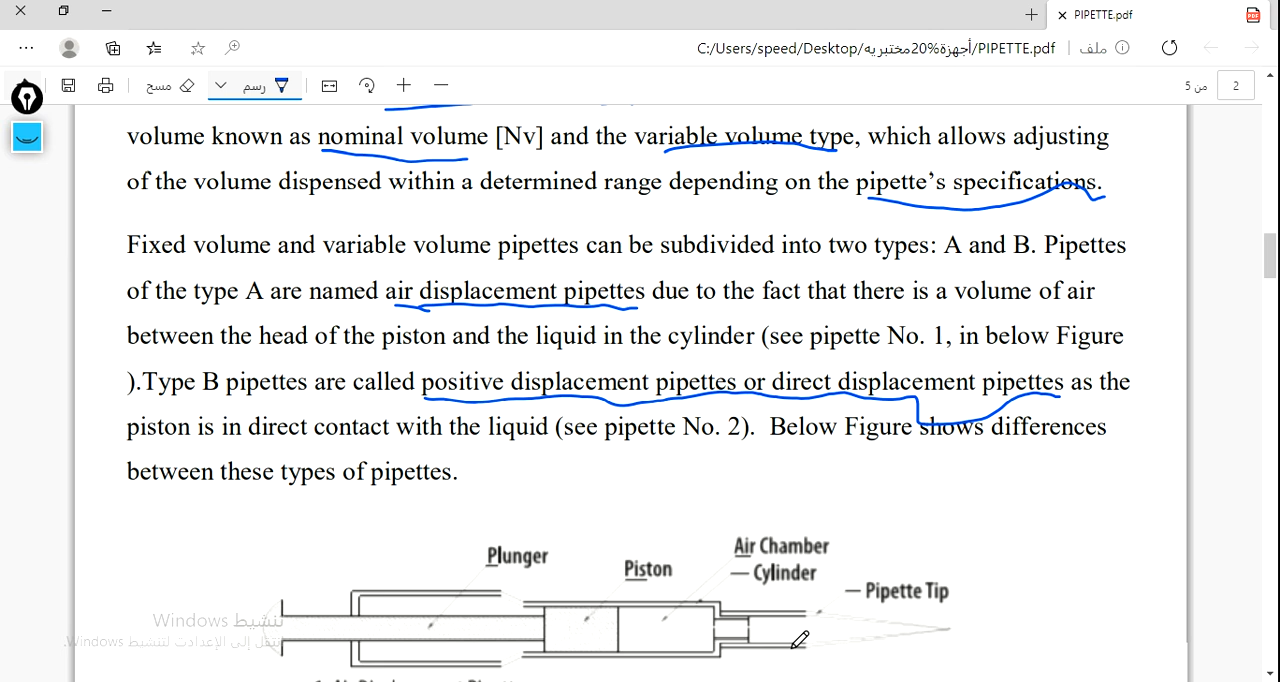 PIPETTE.pdf
C:/Users/speed/Desktop/أجهزة%20مختبريه/PIPETTE.pdf
ملف
مسح
رسم
5 من
2
volume known as nominal volume [Nv] and the variable volume type, which allows adjusting
of the volume dispensed within a determined range depending on the pipette’s specifications.
Fixed volume and variable volume pipettes can be subdivided into two types: A and B. Pipettes
of the type A are named air displacement pipettes due to the fact that there is a volume of air
between the head of the piston and the liquid in the cylinder (see pipette No. 1, in below Figure
).Type B pipettes are called positive displacement pipettes or direct displacement pipettes as the
piston is in direct contact with the liquid (see pipette No. 2).  Below Figure shows differences
between these types of pipettes.
Plunger
Piston
Air Chamber
— Cylinder
— Pipette Tip
تنشيط Windows
انتقل إلى الإعدادات لتنشيط Windows.